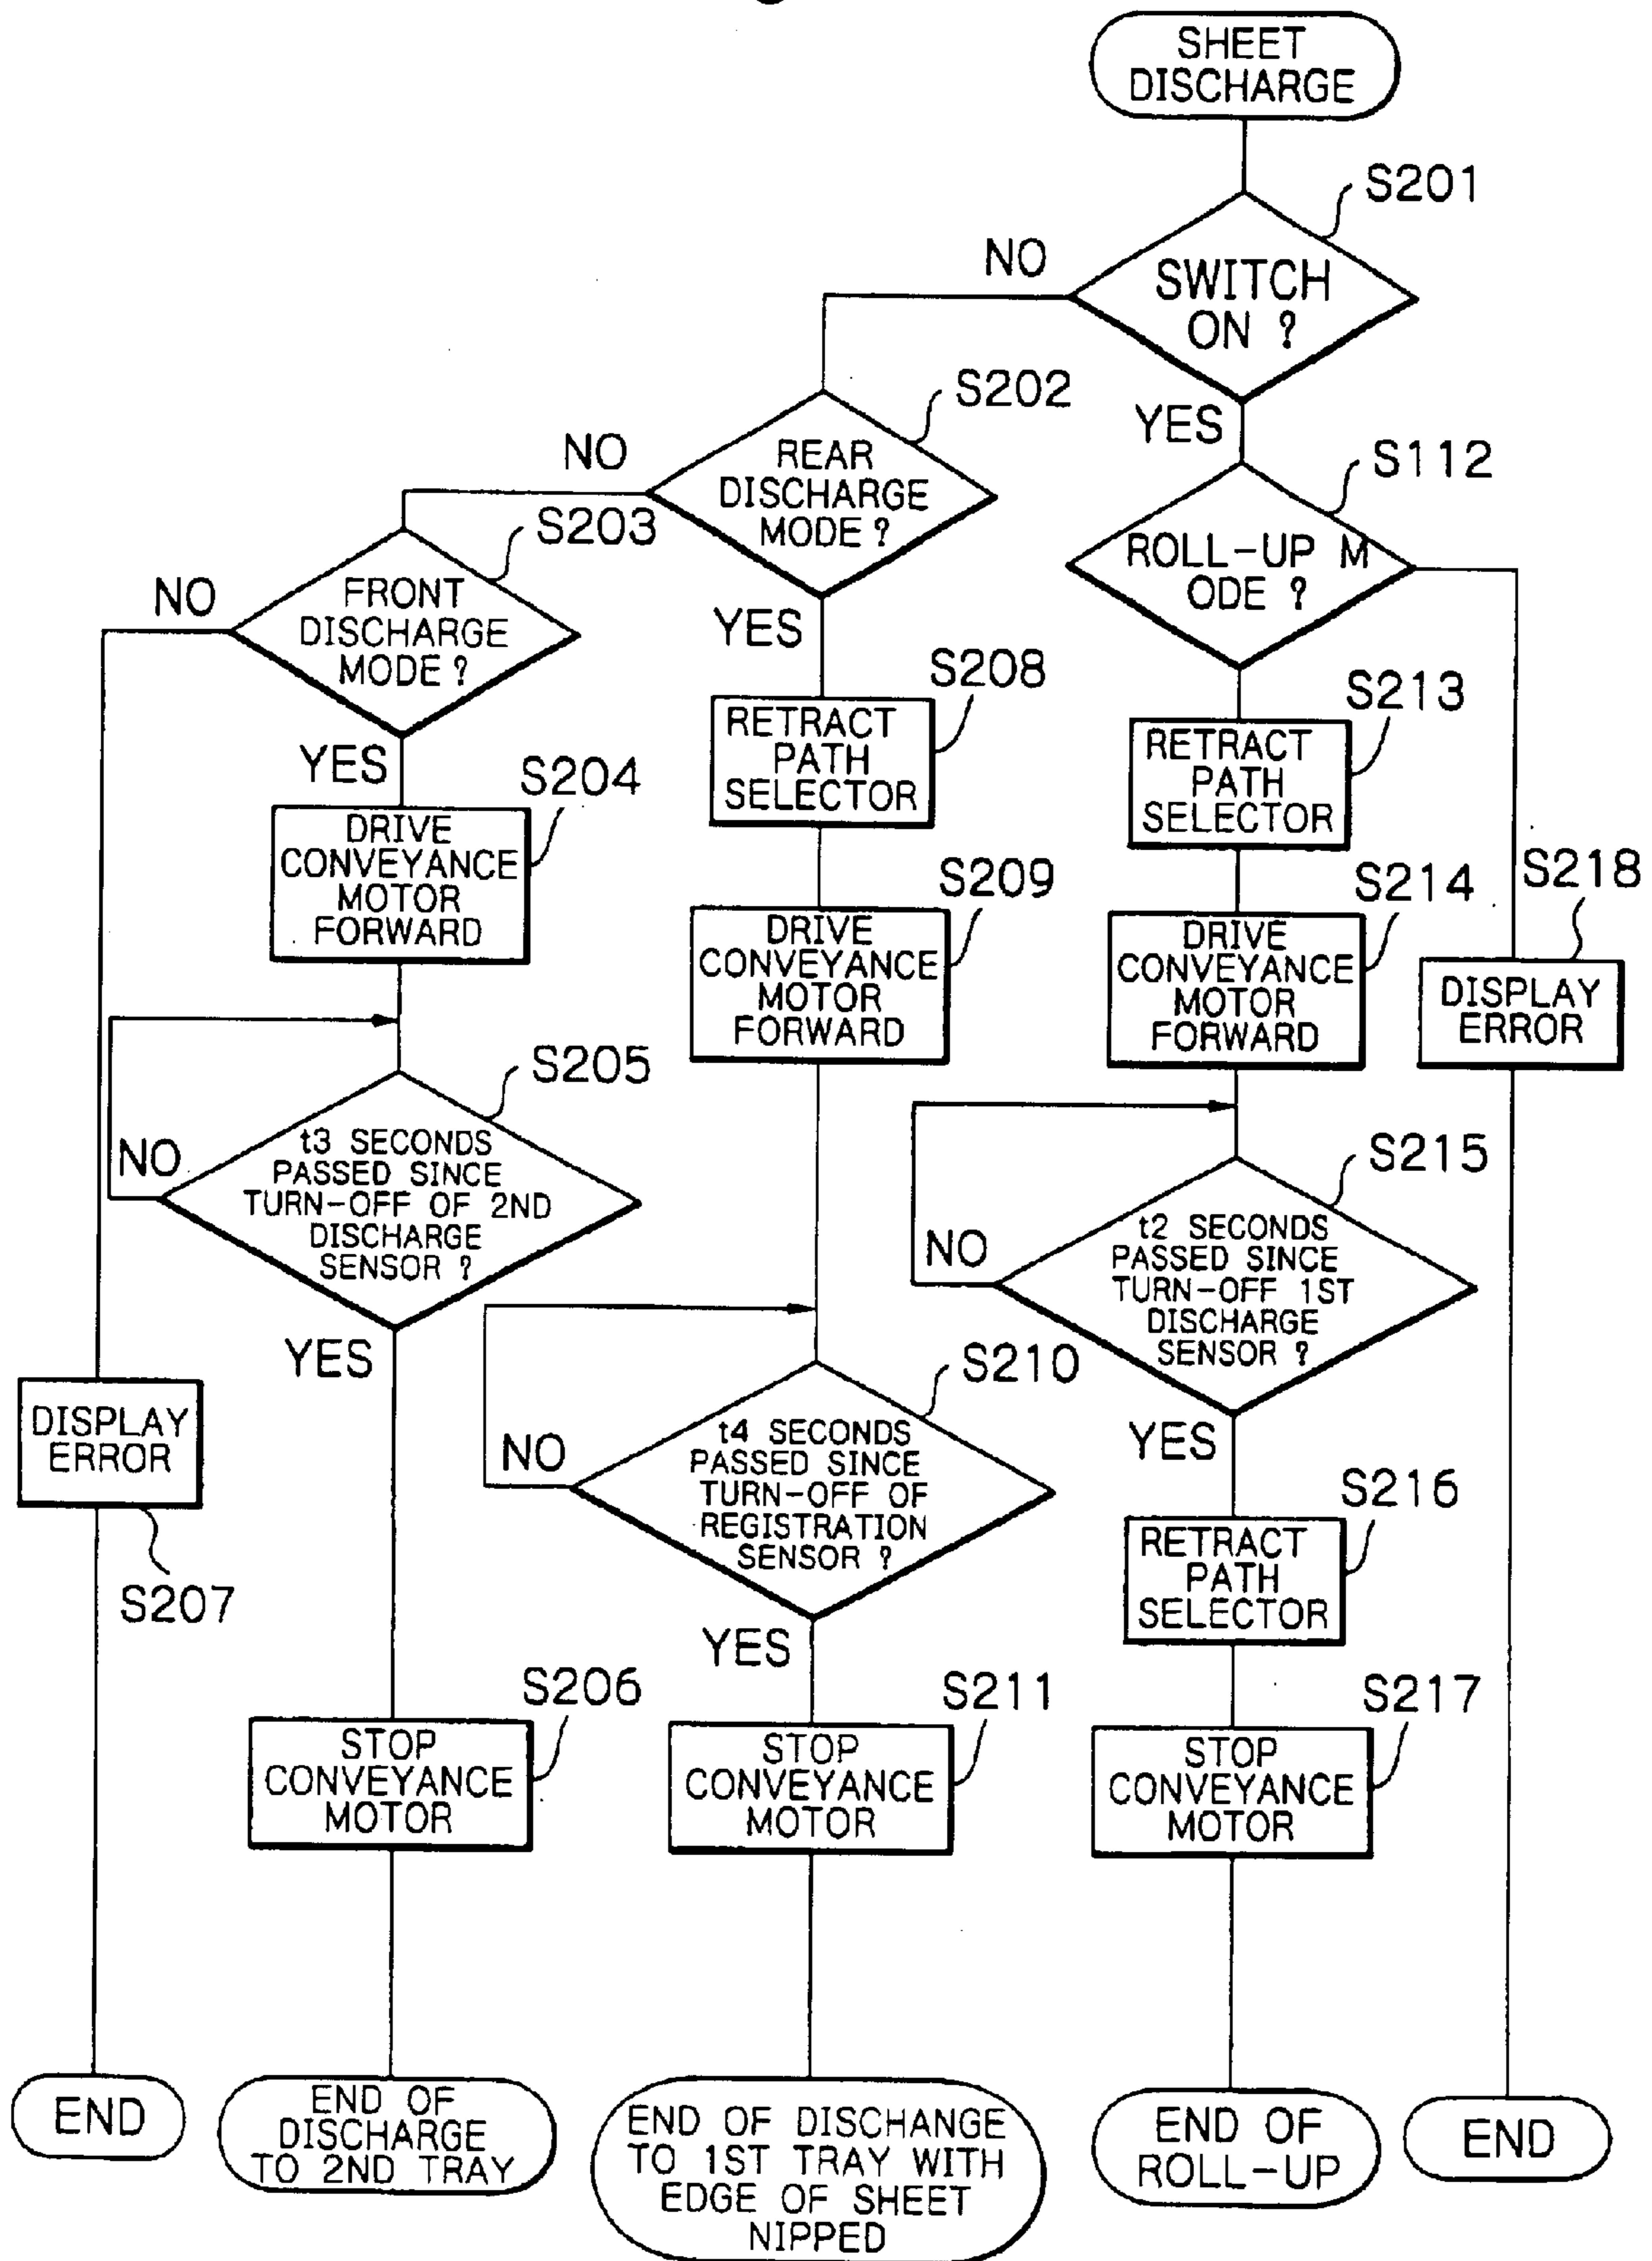 SHEET
DISCHARGE
S201
NO
SWITCH
ON ?
YES
S202
NO
REAR
DISCHARGE
MODE ?
YES
S112
ROLL-UP M
ODE ?
S203
NO
FRONT
DISCHARGE
MODE ?
YES
S208
RETRACT
PATH
SELECTOR
S213
RETRACT
PATH
SELECTOR
S204
DRIVE
CONVEYANCE
MOTOR
FORWARD
S209
DRIVE
CONVEYANCE
MOTOR
FORWARD
S214
DRIVE
CONVEYANCE
MOTOR
FORWARD
S218
DISPLAY
ERROR
S205
NO
t3 SECONDS
PASSED SINCE
TURN-OFF OF 2ND
DISCHARGE
SENSOR ?
YES
S215
NO
t2 SECONDS
PASSED SINCE
TURN-OFF 1ST
DISCHARGE
SENSOR ?
YES
S210
NO
t4 SECONDS
PASSED SINCE
TURN-OFF OF
REGISTRATION
SENSOR ?
YES
DISPLAY
ERROR
S207
S216
RETRACT
PATH
SELECTOR
S206
STOP
CONVEYANCE
MOTOR
S211
STOP
CONVEYANCE
MOTOR
S217
STOP
CONVEYANCE
MOTOR
END
END OF
DISCHARGE
TO 2ND TRAY
END OF DISCHANGE
TO 1ST TRAY WITH
EDGE OF SHEET
NIPPED
END OF
ROLL-UP
END